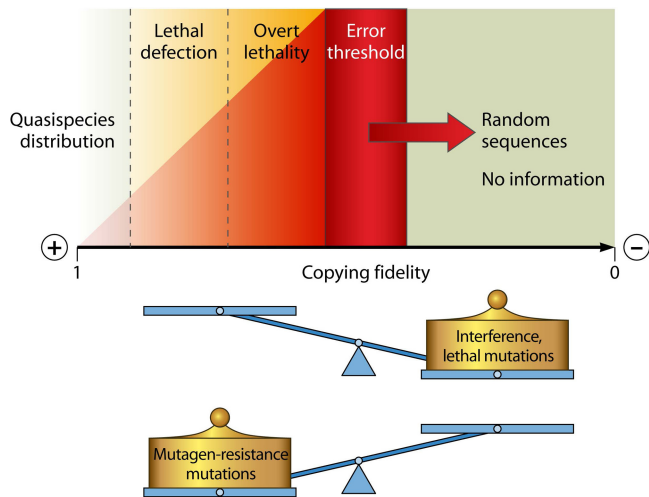 Lethal
defection
Overt
lethality
Error
threshold
Quasispecies
distribution
Random
sequences
No information
+
−
1
Copying fidelity
0
Interference,
lethal mutations
Mutagen-resistance
mutations